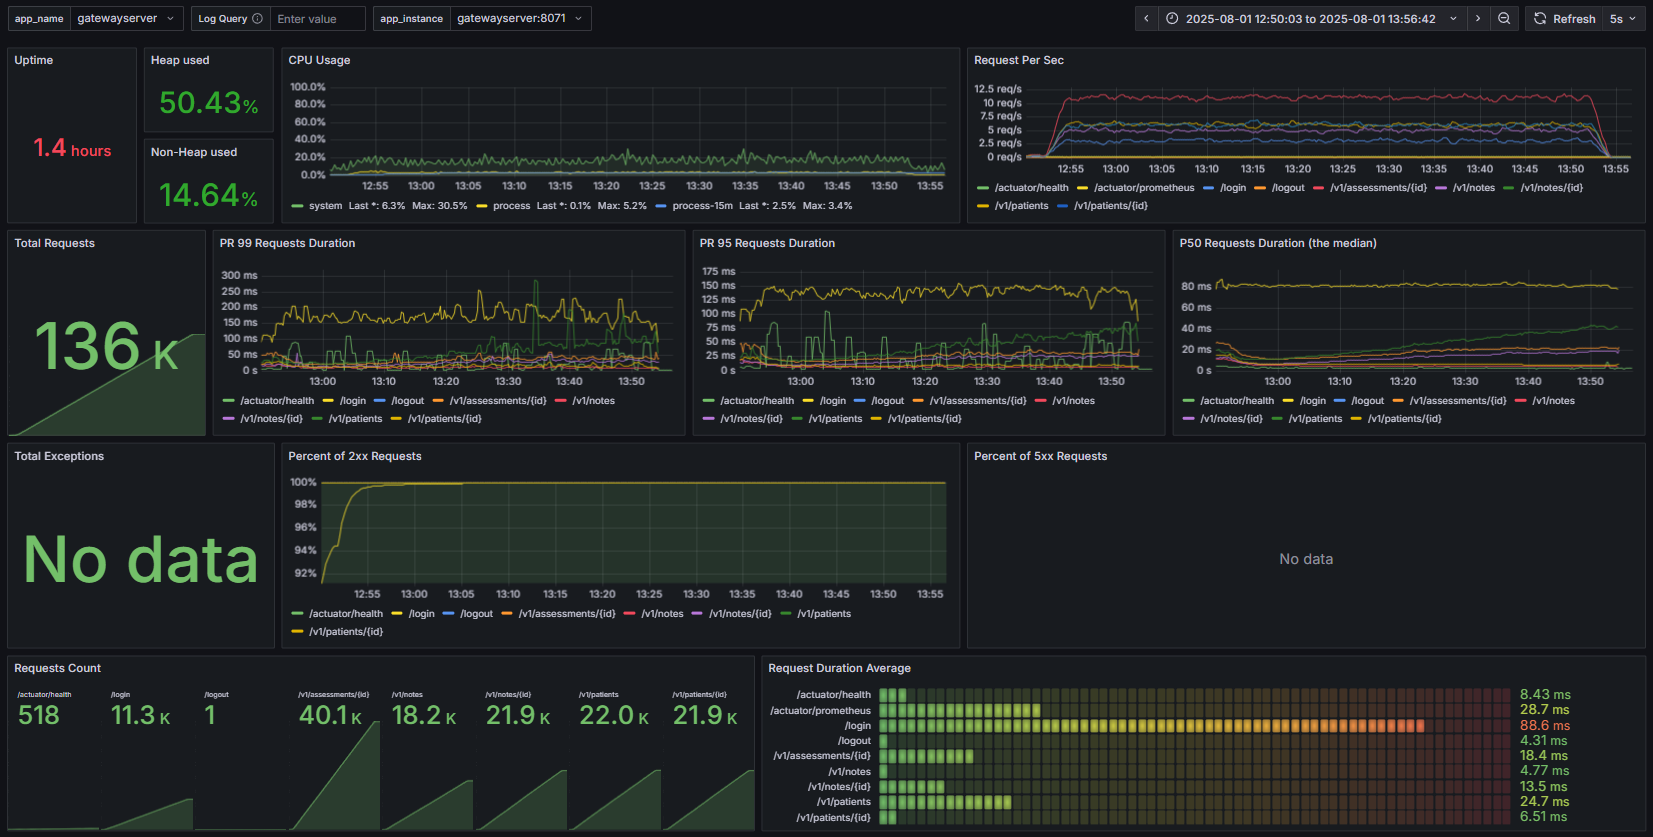 app_name gatewayserver Log Query Enter value app_instance gatewayserver:8071 2025-08-01 12:50:03 to 2025-08-01 13:56:42 Refresh 5s
Uptime
1.4 hours
Heap used
50.43%
Non-Heap used
14.64%
CPU Usage
100.0%
80.0%
60.0%
40.0%
20.0%
0.0%
12:55 13:00 13:05 13:10 13:15 13:20 13:25 13:30 13:35 13:40 13:45 13:50 13:55
system Last *: 6.3% Max: 30.5% process Last *: 0.1% Max: 5.2% process-15m Last *: 2.5% Max: 3.4%
Request Per Sec
12.5 req/s
10 req/s
7.5 req/s
5 req/s
2.5 req/s
0 req/s
12:55 13:00 13:05 13:10 13:15 13:20 13:25 13:30 13:35 13:40 13:45 13:50 13:55
/actuator/health /actuator/prometheus /login /logout /v1/assessments/{id} /v1/notes /v1/notes/{id}
/v1/patients /v1/patients/{id}
Total Requests
136 K
PR 99 Requests Duration
300 ms
250 ms
200 ms
150 ms
100 ms
50 ms
0 s
13:00 13:10 13:20 13:30 13:40 13:50
/actuator/health /login /logout /v1/assessments/{id} /v1/notes
/v1/notes/{id} /v1/patients /v1/patients/{id}
PR 95 Requests Duration
175 ms
150 ms
125 ms
100 ms
75 ms
50 ms
25 ms
0 s
13:00 13:10 13:20 13:30 13:40 13:50
/actuator/health /login /logout /v1/assessments/{id} /v1/notes
/v1/notes/{id} /v1/patients /v1/patients/{id}
P50 Requests Duration (the median)
80 ms
60 ms
40 ms
20 ms
0 s
13:00 13:10 13:20 13:30 13:40 13:50
/actuator/health /login /logout /v1/assessments/{id} /v1/notes
/v1/notes/{id} /v1/patients /v1/patients/{id}
Total Exceptions
No data
Percent of 2xx Requests
100%
98%
96%
94%
92%
12:55 13:00 13:05 13:10 13:15 13:20 13:25 13:30 13:35 13:40 13:45 13:50 13:55
/actuator/health /login /logout /v1/assessments/{id} /v1/notes /v1/notes/{id} /v1/patients
/v1/patients/{id}
Percent of 5xx Requests
No data
Requests Count
/actuator/health /login /logout /v1/assessments/{id} /v1/notes /v1/notes/{id} /v1/patients /v1/patients/{id}
518 11.3 K 1 40.1 K 18.2 K 21.9 K 22.0 K 21.9 K
Request Duration Average
/actuator/health 8.43 ms
/actuator/prometheus 28.7 ms
/login 88.6 ms
/logout 4.31 ms
/v1/assessments/{id} 18.4 ms
/v1/notes 4.77 ms
/v1/notes/{id} 13.5 ms
/v1/patients 24.7 ms
/v1/patients/{id} 6.51 ms